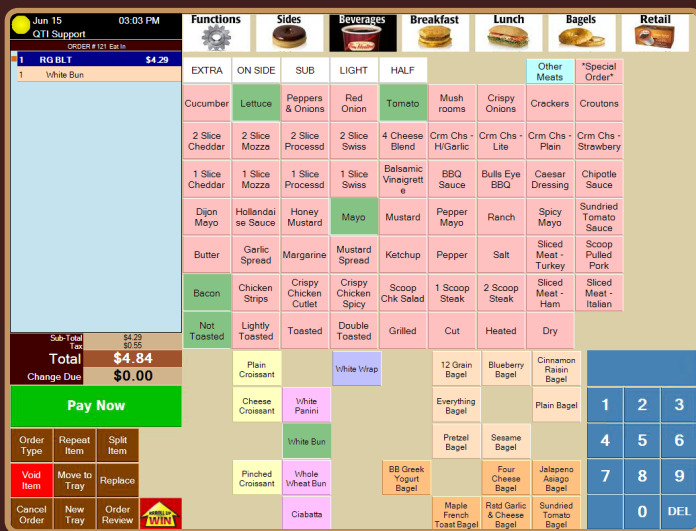 Jun 15 03:03 PM
QTI Support
Functions Sides Beverages Breakfast Lunch Bagels Retail
ORDER # 121 Eat In
1 RG BLT $4.29
1 White Bun
EXTRA ON SIDE SUB LIGHT HALF Other Meats *Special Order*
Cucumber Lettuce Peppers & Onions Red Onion Tomato Mush rooms Crispy Onions Crackers Croutons
2 Slice Cheddar 2 Slice Mozza 2 Slice Processd 2 Slice Swiss 4 Cheese Blend Crm Chs - H/Garlic Crm Chs - Lite Crm Chs - Plain Crm Chs - Strawbery
1 Slice Cheddar 1 Slice Mozza 1 Slice Processd 1 Slice Swiss Balsamic Vinaigrett e BBQ Sauce Bulls Eye BBQ Caesar Dressing Chipotle Sauce
Dijon Mayo Hollandai se Sauce Honey Mustard Mayo Mustard Pepper Mayo Ranch Spicy Mayo Sundried Tomato Sauce
Butter Garlic Spread Margarine Mustard Spread Ketchup Pepper Salt Sliced Meat - Turkey Scoop Pulled Pork
Bacon Chicken Strips Crispy Chicken Cutlet Crispy Chicken Spicy Scoop Chk Salad 1 Scoop Steak 2 Scoop Steak Sliced Meat - Ham Sliced Meat - Italian
Not Toasted Lightly Toasted Toasted Double Toasted Grilled Cut Heated Dry
Sub-Total $4.29
Tax $0.55
Total $4.84
Change Due $0.00
Pay Now
Plain Croissant White Wrap 12 Grain Bagel Blueberry Bagel Cinnamon Raisin Bagel
Cheese Croissant White Panini Everything Bagel Plain Bagel 1 2 3
Order Type Repeat Item Split Item White Bun Pretzel Bagel Sesame Bagel 4 5 6
Void Item Move to Tray Replace Pinched Croissant Whole Wheat Bun BB Greek Yogurt Bagel Four Cheese Bagel Jalapeno Asiago Bagel 7 8 9
Cancel Order New Tray Order Review RRROLL UP WIN Ciabatta Maple French Toast Bagel Rstd Garlic & Cheese Bagel Sundried Tomato Bagel 0 DEL